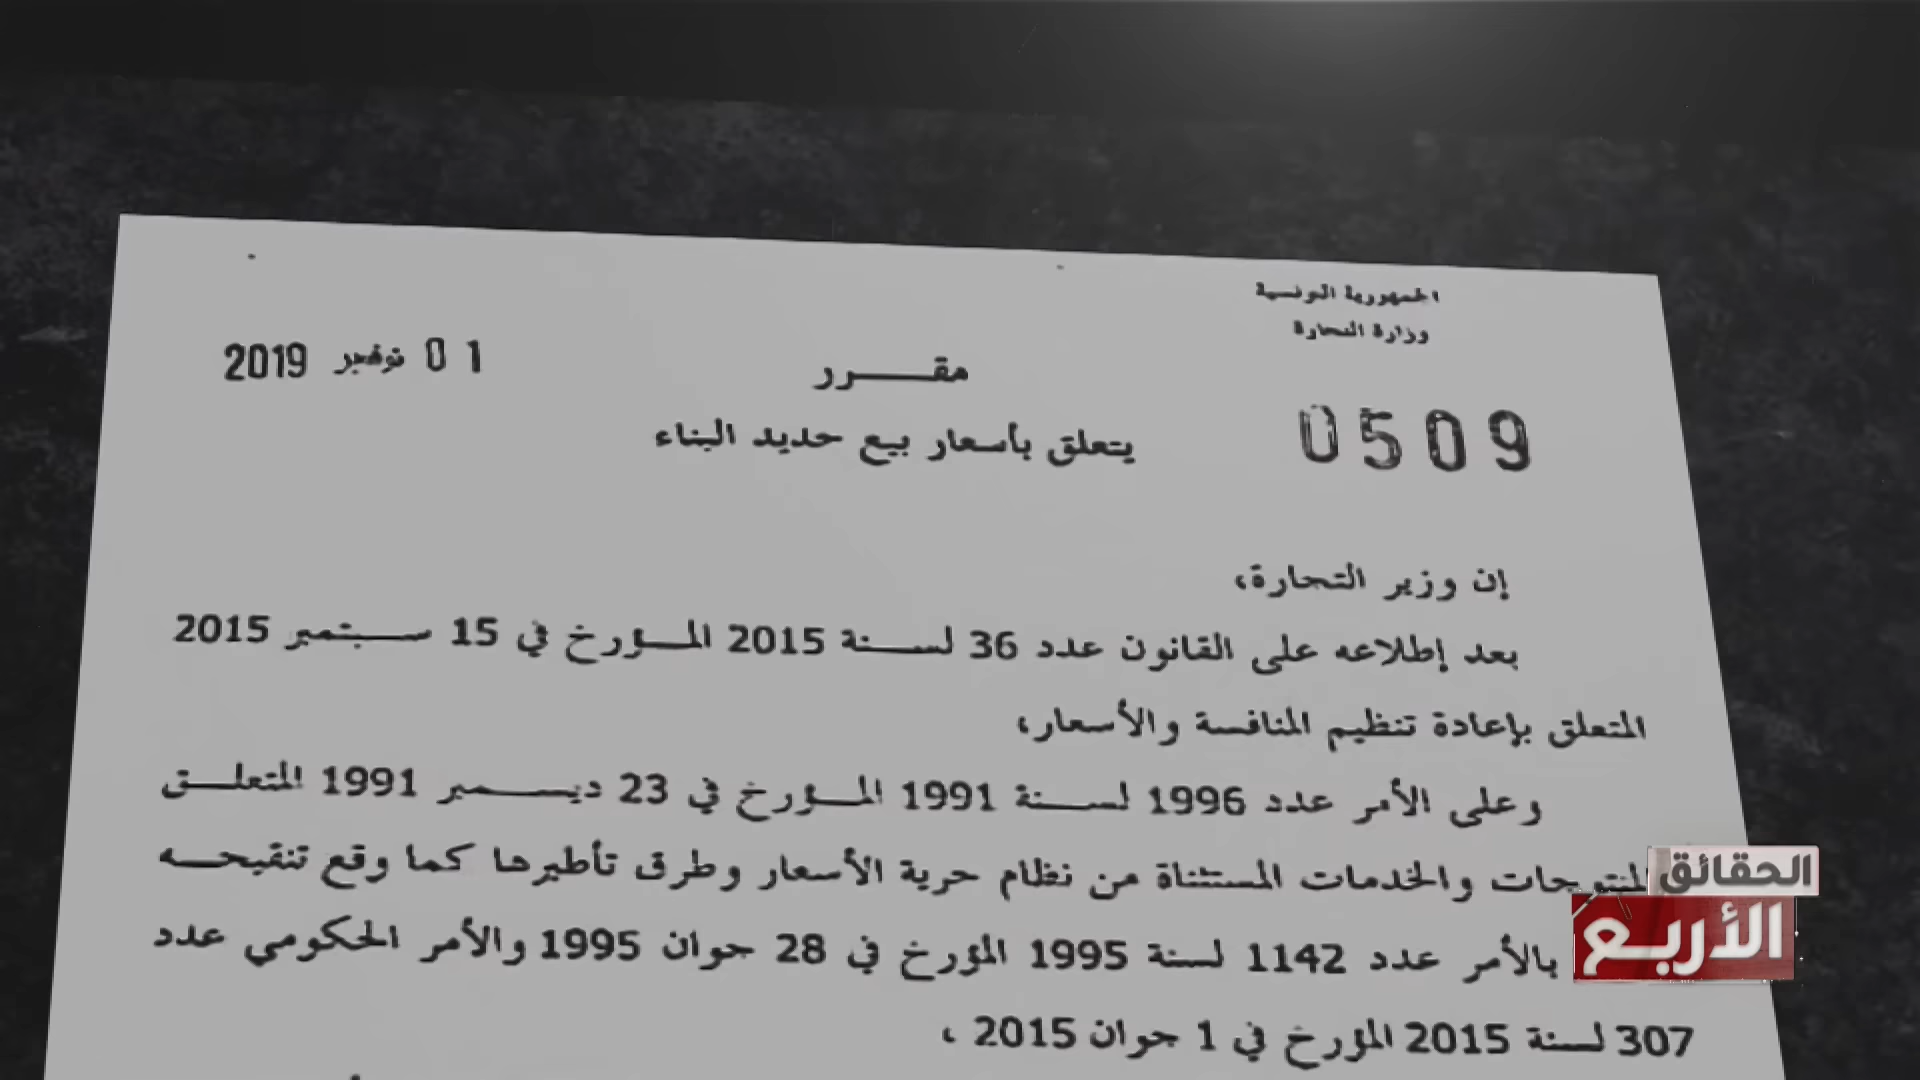 الجمهورية التونسية
وزارة التجارة
01 نوفمبر 2019
مقـــــرر
0509
يتعلق بأسعار بيع حديد البناء
إن وزير التجارة،
بعد إطلاعه على القانون عدد 36 لسنة 2015 المؤرخ في 15 سبتمبر 2015
المتعلق بإعادة تنظيم المنافسة والأسعار،
وعلى الأمر عدد 1996 لسنة 1991 المؤرخ في 23 ديسمبر 1991 المتعلق
والخدمات المستثناة من نظام حرية الأسعار وطرق تأطيرها كما وقع تنقيحه
بالأمر عدد 1142 لسنة 1995 المؤرخ في 28 جوان 1995 والأمر الحكومي عدد
307 لسنة 2015 المؤرخ في 1 جوان 2015 ،
الحقائق
الأربع